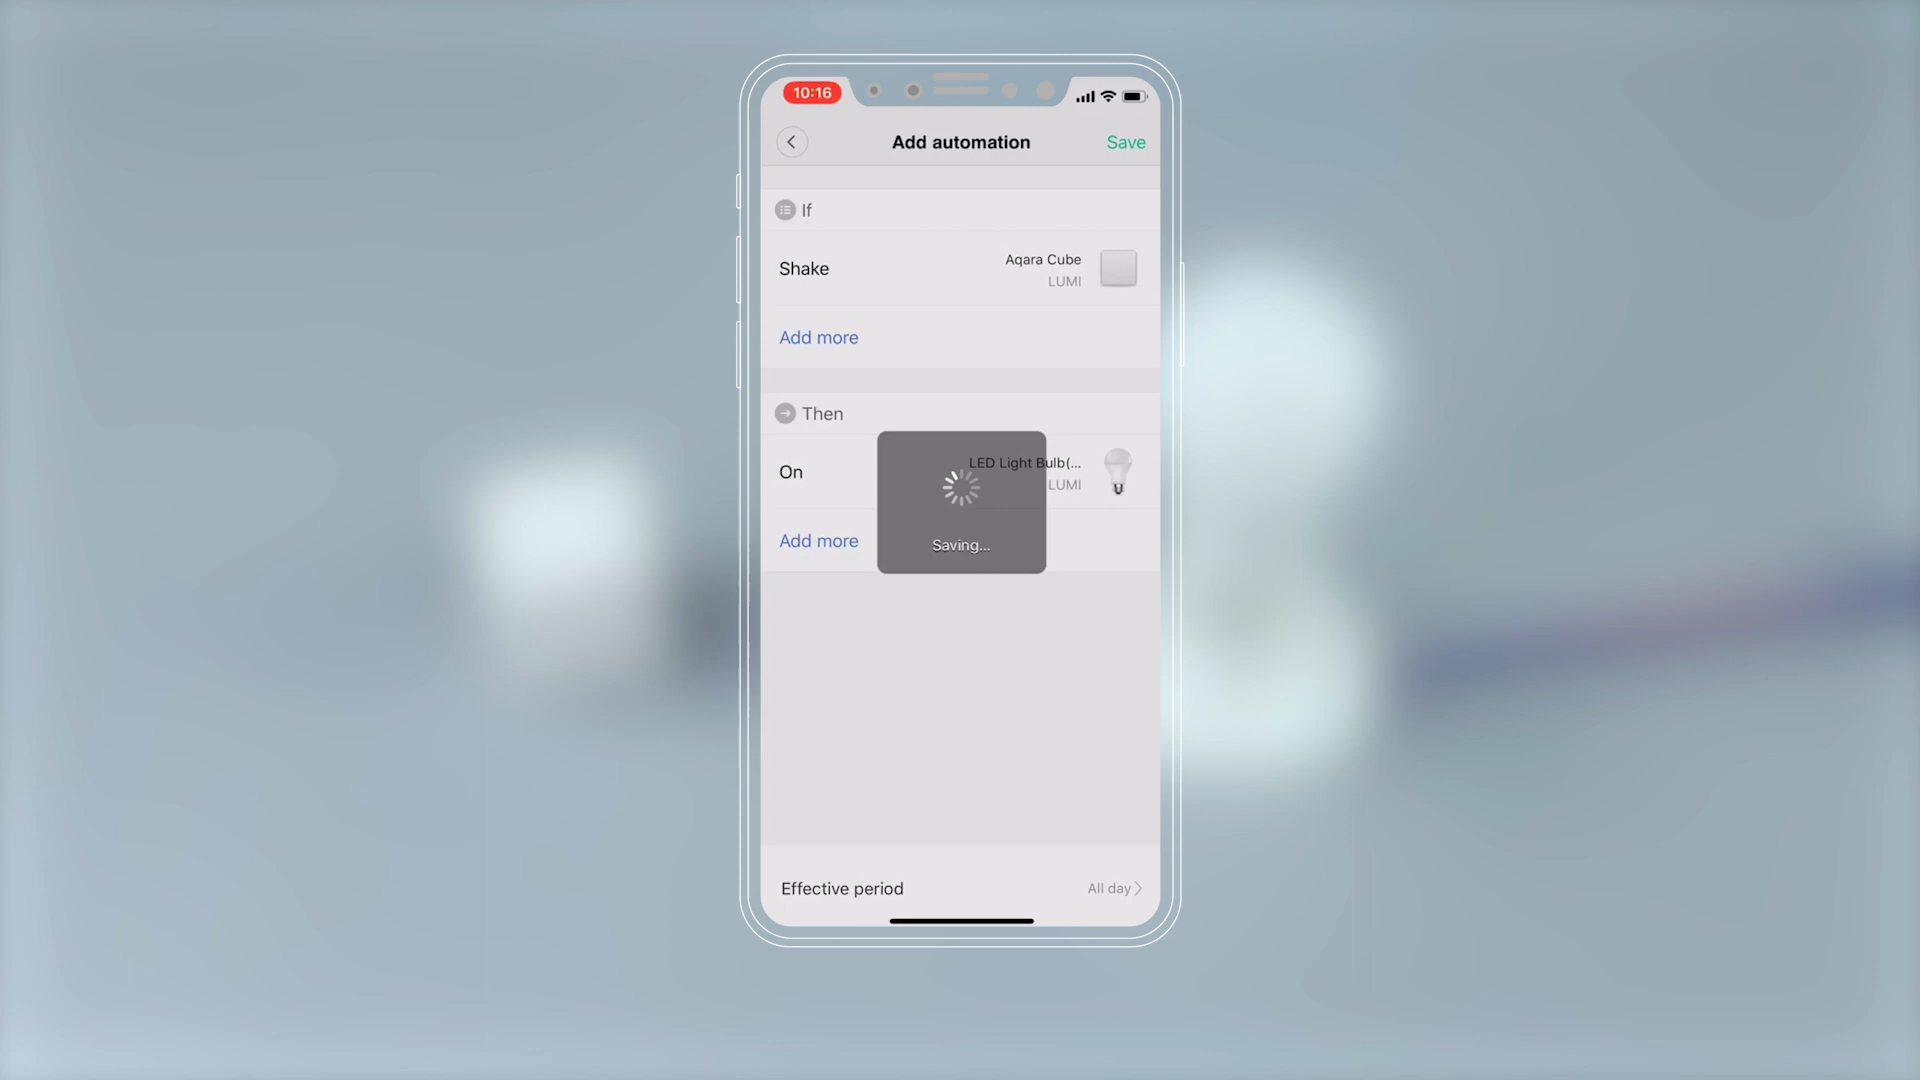 10:16
Add automation
Save
If
Shake
Aqara Cube
LUMI
Add more
Then
On
LED Light Bulb(...
LUMI
Saving...
Add more
Effective period
All day